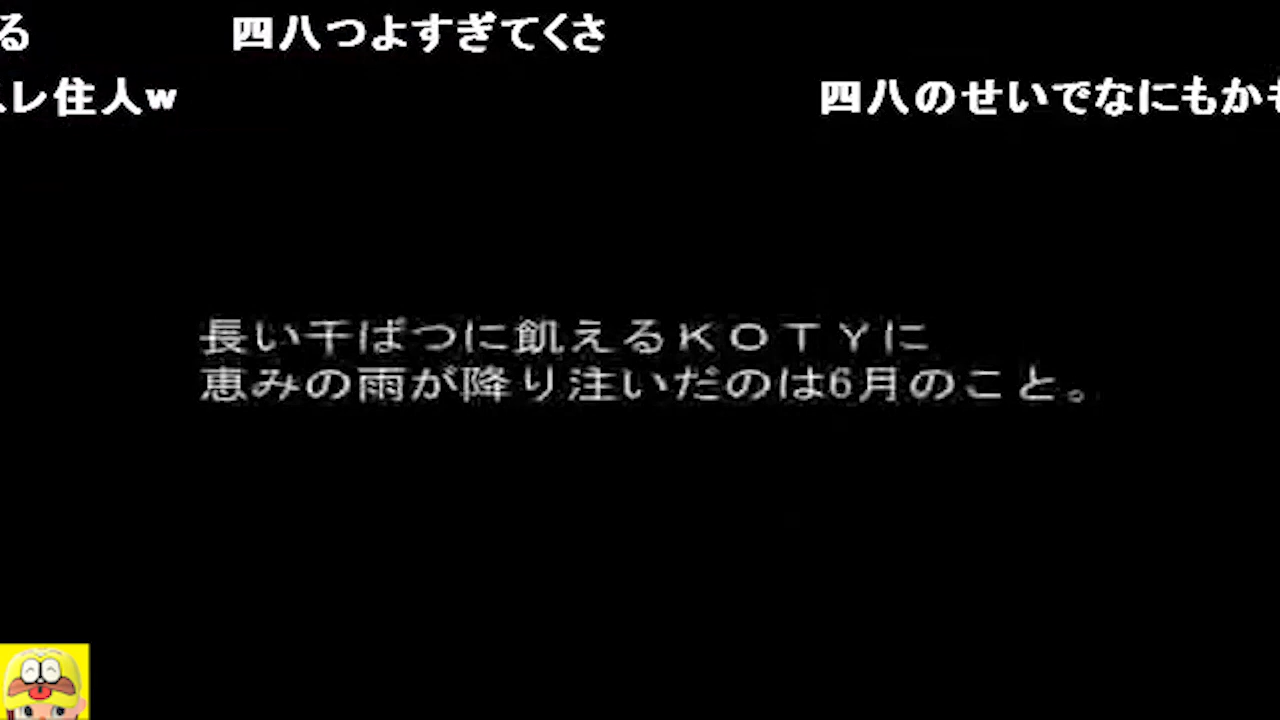 る 四八つよすぎてくさ
スレ住人w 四八のせいでなにもかも
長い干ばつに飢えるＫＯＴＹに
恵みの雨が降り注いだのは6月のこと。